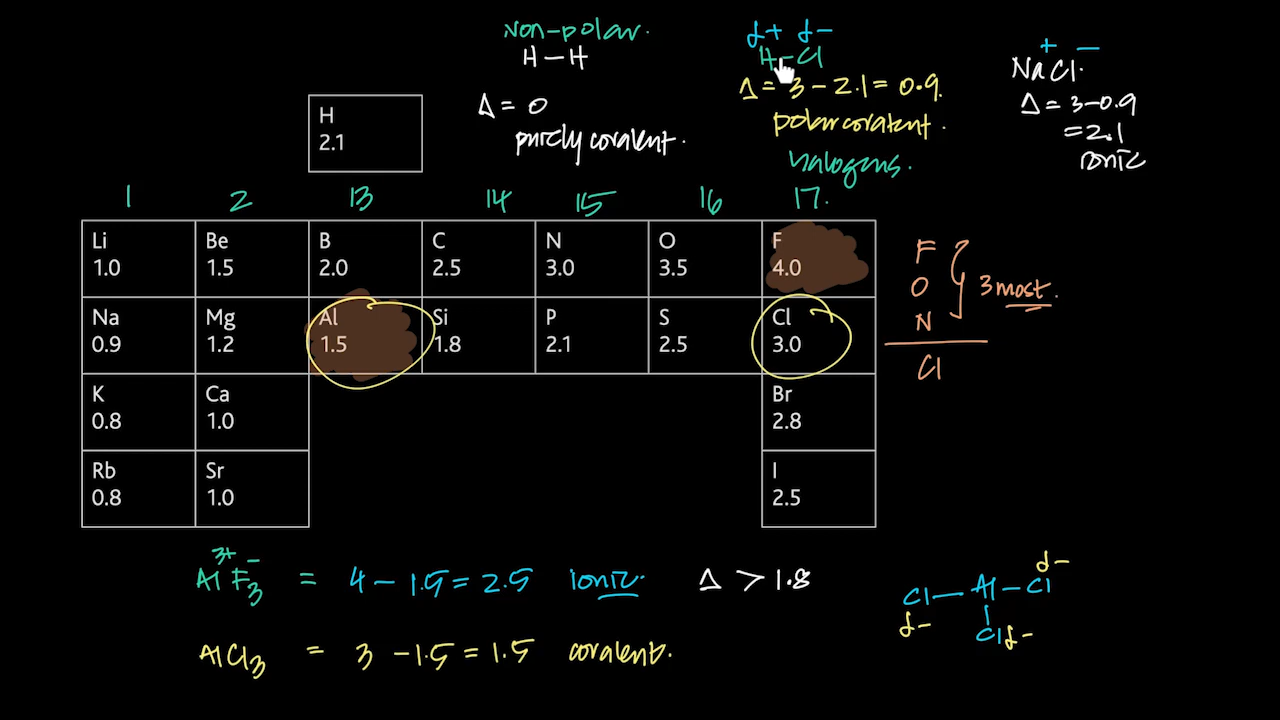 Non-polar.
H-H
Δ = 0
purely covalent.
δ+ δ-
H-Cl
Δ = 3 - 2.1 = 0.9.
polar covalent.
halogens.
+ -
NaCl.
Δ = 3-0.9
= 2.1
ionic
H
2.1
1 2 13 14 15 16 17.
Li Be B C N O F
1.0 1.5 2.0 2.5 3.0 3.5 4.0
Na Mg Al Si P S Cl
0.9 1.2 1.5 1.8 2.1 2.5 3.0
K Ca Br
0.8 1.0 2.8
Rb Sr I
0.8 1.0 2.5
F
O
N
3 most.
Cl
3+ -
AlF₃ = 4 - 1.5 = 2.5 ionic. Δ > 1.8
AlCl₃ = 3 - 1.5 = 1.5 covalent.
δ-
Cl-Al-Cl
δ- Cl δ-